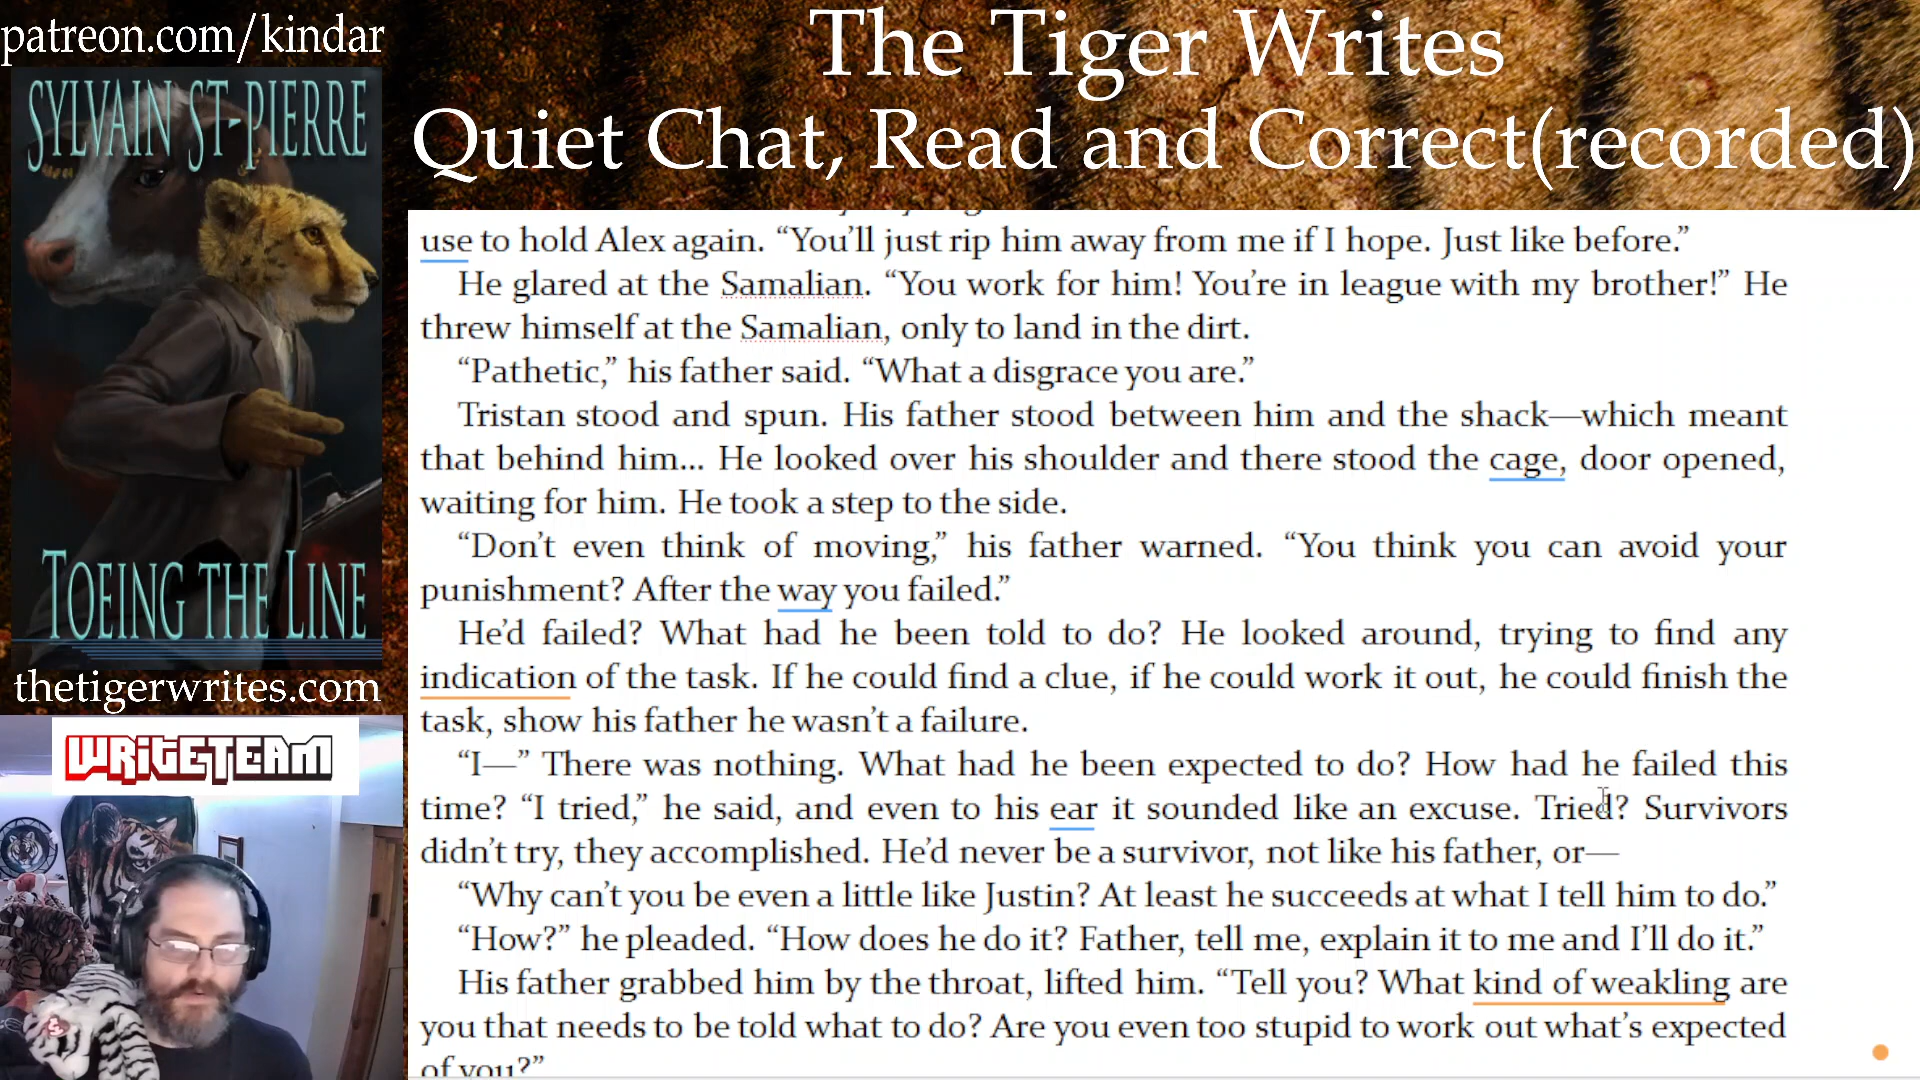 patreon.com/kindar
SYLVAIN ST-PIERRE
TOEING THE LINE
thetigerwrites.com
WRITETEAM
The Tiger Writes
Quiet Chat, Read and Correct(recorded)
use to hold Alex again. “You’ll just rip him away from me if I hope. Just like before.”
He glared at the Samalian. “You work for him! You’re in league with my brother!” He
threw himself at the Samalian, only to land in the dirt.
“Pathetic,” his father said. “What a disgrace you are.”
Tristan stood and spun. His father stood between him and the shack—which meant
that behind him... He looked over his shoulder and there stood the cage, door opened,
waiting for him. He took a step to the side.
“Don’t even think of moving,” his father warned. “You think you can avoid your
punishment? After the way you failed.”
He’d failed? What had he been told to do? He looked around, trying to find any
indication of the task. If he could find a clue, if he could work it out, he could finish the
task, show his father he wasn’t a failure.
“I—” There was nothing. What had he been expected to do? How had he failed this
time? “I tried,” he said, and even to his ear it sounded like an excuse. Tried? Survivors
didn’t try, they accomplished. He’d never be a survivor, not like his father, or—
“Why can’t you be even a little like Justin? At least he succeeds at what I tell him to do.”
“How?” he pleaded. “How does he do it? Father, tell me, explain it to me and I’ll do it.”
His father grabbed him by the throat, lifted him. “Tell you? What kind of weakling are
you that needs to be told what to do? Are you even too stupid to work out what’s expected
of you?”